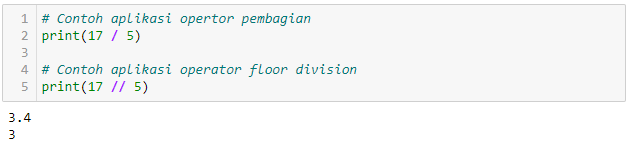 1 # Contoh aplikasi opertor pembagian
2 print(17 / 5)
3
4 # Contoh aplikasi operator floor division
5 print(17 // 5)
3.4
3